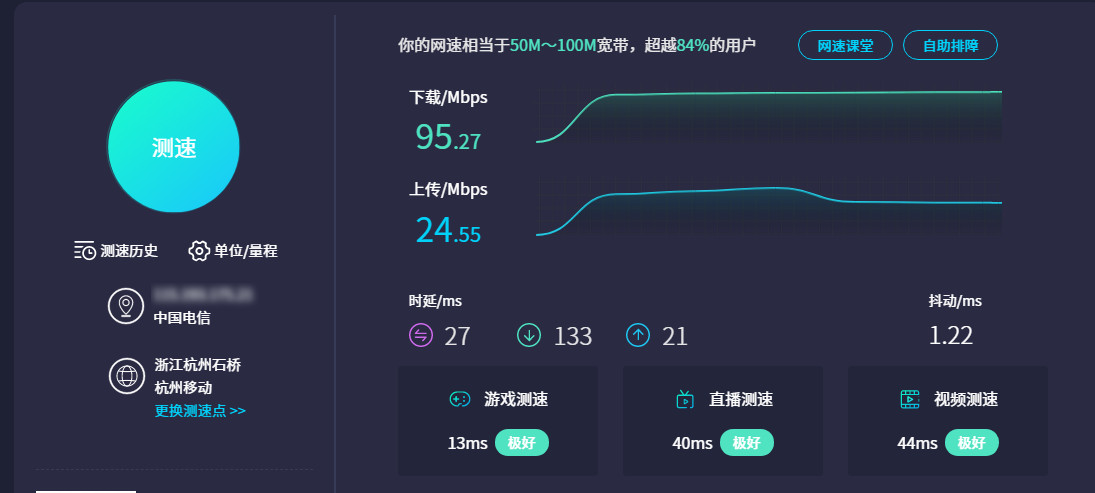 你的网速相当于50M～100M宽带，超越84%的用户
网速课堂
自助排障
测速
测速历史
单位/量程
中国电信
浙江杭州石桥
杭州移动
更换测速点 >>
下载/Mbps
95.27
上传/Mbps
24.55
时延/ms
27
133
21
抖动/ms
1.22
游戏测速
13ms 极好
直播测速
40ms 极好
视频测速
44ms 极好